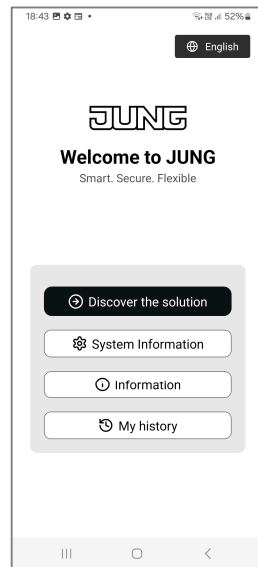 18:43
52%
English
JUNG
Welcome to JUNG
Smart. Secure. Flexible
Discover the solution
System Information
Information
My history